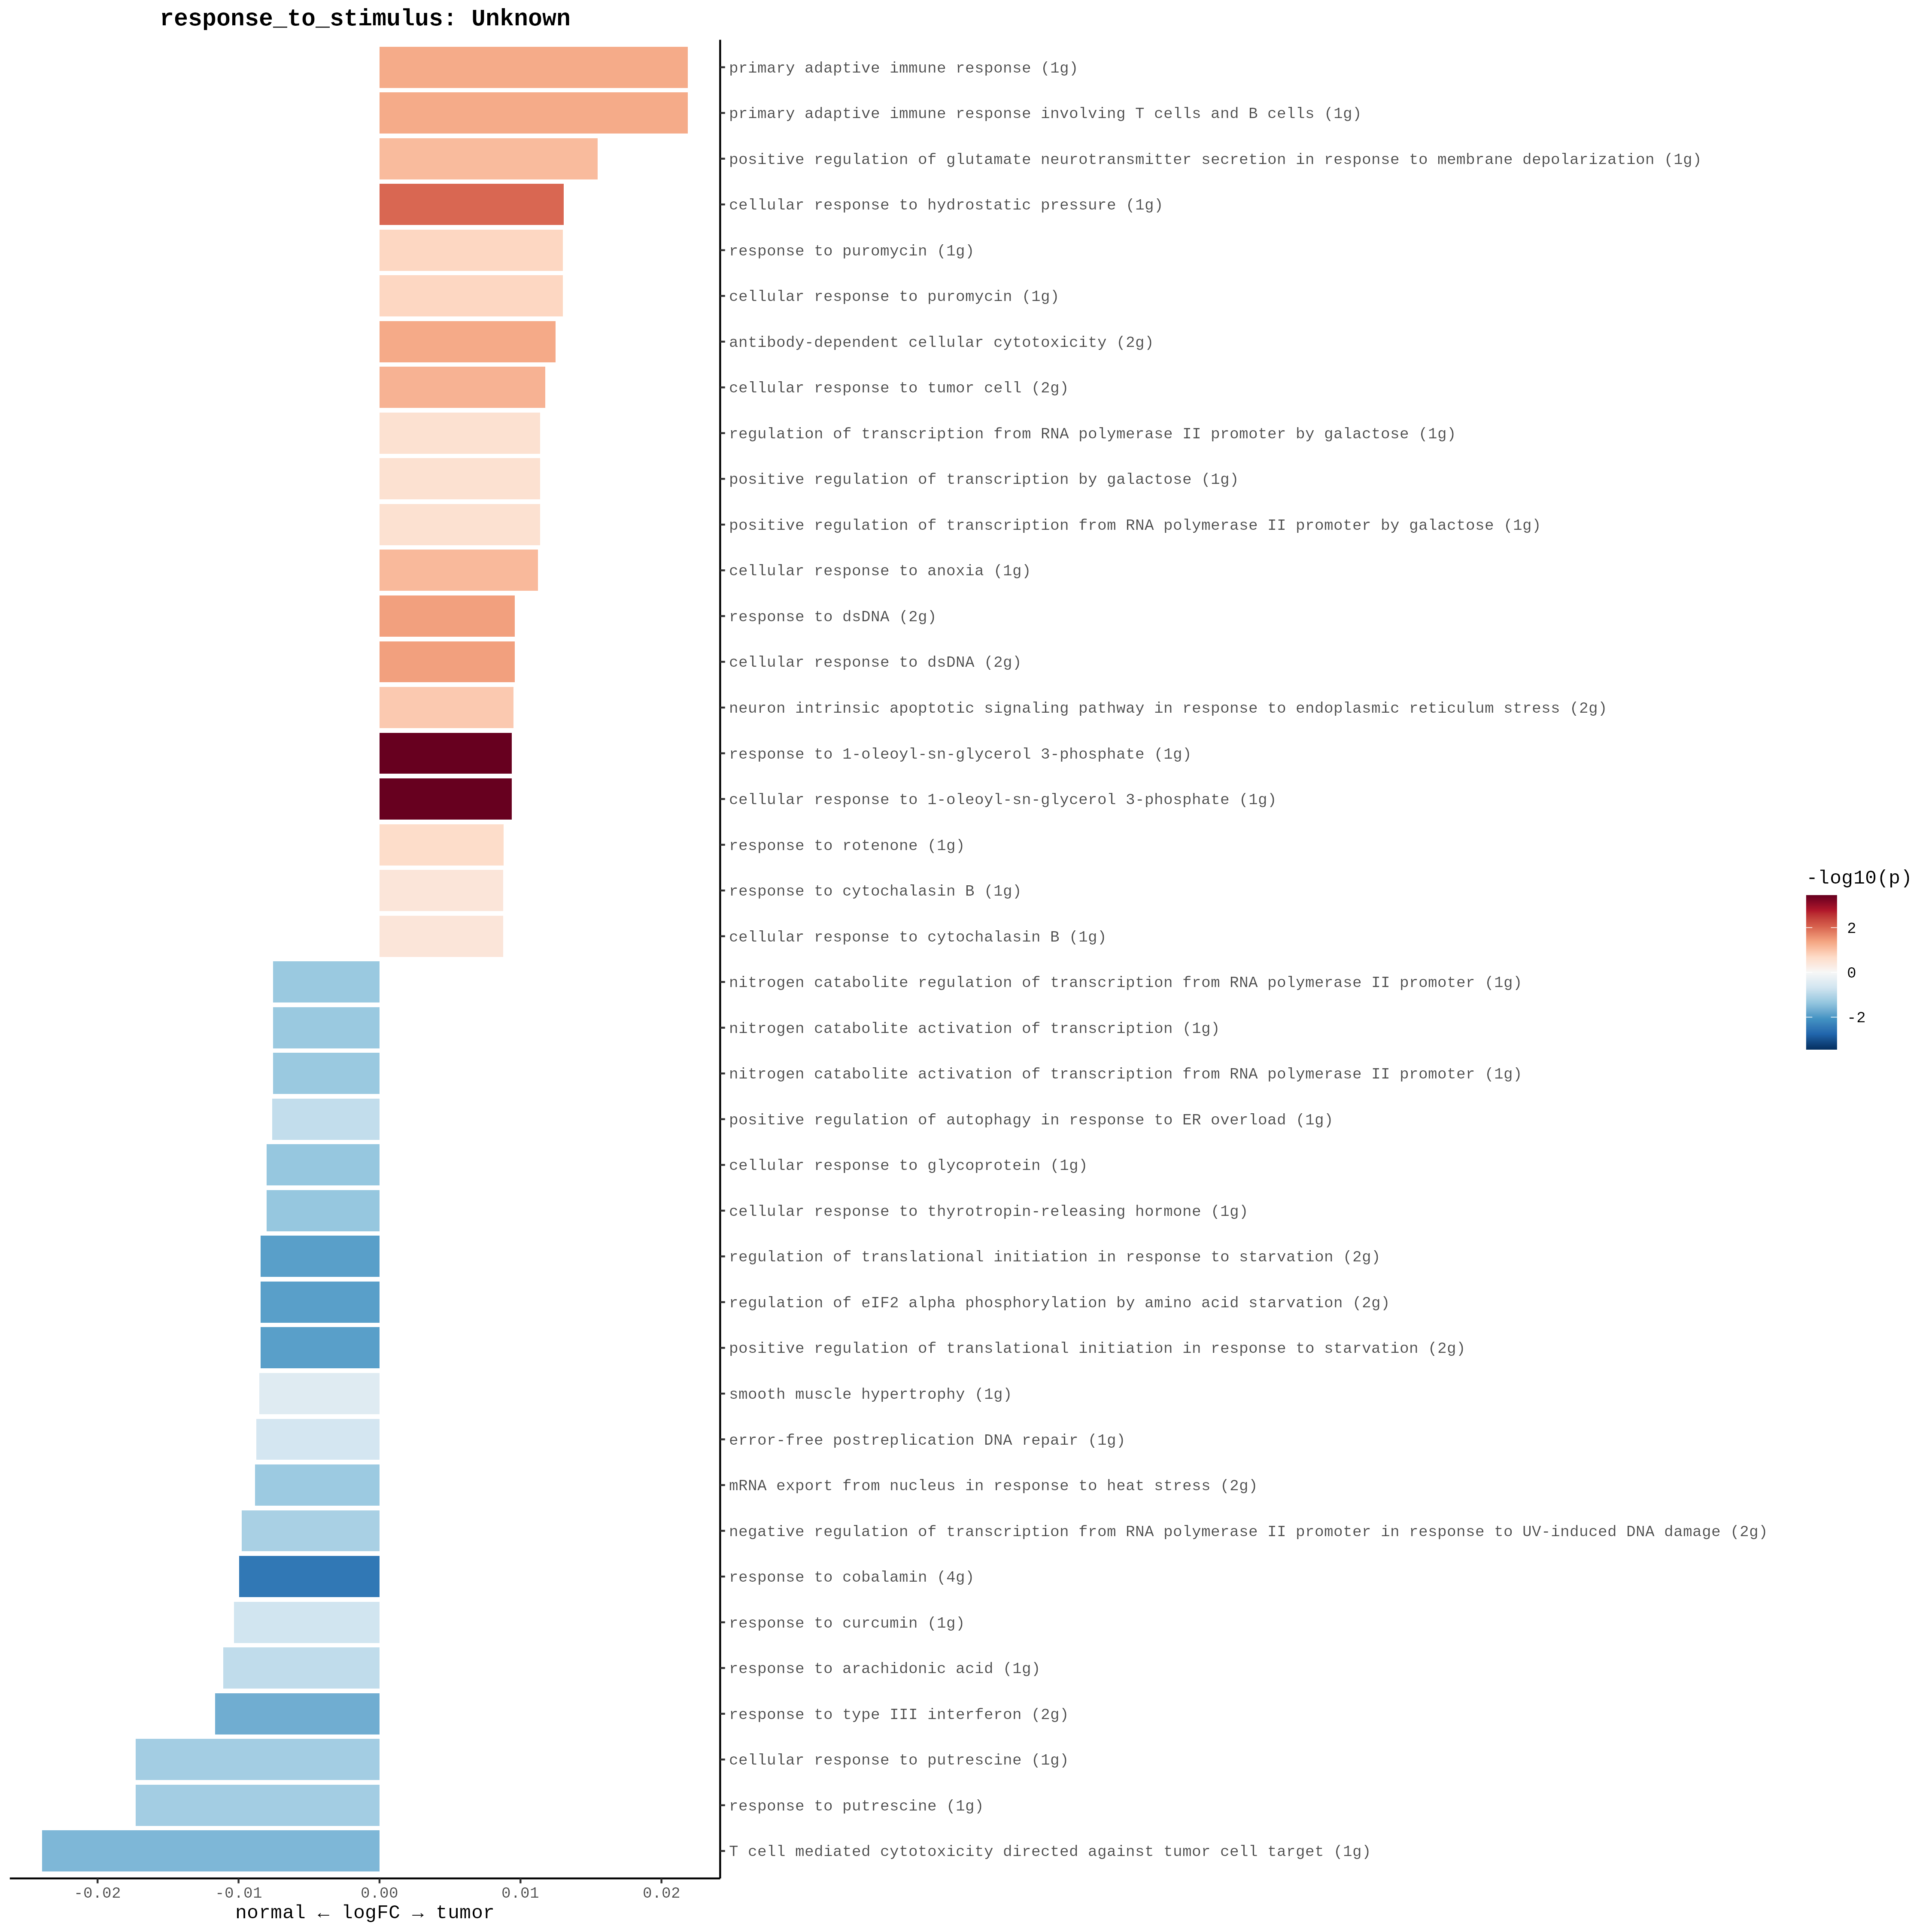 response_to_stimulus: Unknown
primary adaptive immune response (1g)
primary adaptive immune response involving T cells and B cells (1g)
positive regulation of glutamate neurotransmitter secretion in response to membrane depolarization (1g)
cellular response to hydrostatic pressure (1g)
response to puromycin (1g)
cellular response to puromycin (1g)
antibody-dependent cellular cytotoxicity (2g)
cellular response to tumor cell (2g)
regulation of transcription from RNA polymerase II promoter by galactose (1g)
positive regulation of transcription by galactose (1g)
positive regulation of transcription from RNA polymerase II promoter by galactose (1g)
cellular response to anoxia (1g)
response to dsDNA (2g)
cellular response to dsDNA (2g)
neuron intrinsic apoptotic signaling pathway in response to endoplasmic reticulum stress (2g)
response to 1-oleoyl-sn-glycerol 3-phosphate (1g)
cellular response to 1-oleoyl-sn-glycerol 3-phosphate (1g)
response to rotenone (1g)
response to cytochalasin B (1g)
cellular response to cytochalasin B (1g)
nitrogen catabolite regulation of transcription from RNA polymerase II promoter (1g)
nitrogen catabolite activation of transcription (1g)
nitrogen catabolite activation of transcription from RNA polymerase II promoter (1g)
positive regulation of autophagy in response to ER overload (1g)
cellular response to glycoprotein (1g)
cellular response to thyrotropin-releasing hormone (1g)
regulation of translational initiation in response to starvation (2g)
regulation of eIF2 alpha phosphorylation by amino acid starvation (2g)
positive regulation of translational initiation in response to starvation (2g)
smooth muscle hypertrophy (1g)
error-free postreplication DNA repair (1g)
mRNA export from nucleus in response to heat stress (2g)
negative regulation of transcription from RNA polymerase II promoter in response to UV-induced DNA damage (2g)
response to cobalamin (4g)
response to curcumin (1g)
response to arachidonic acid (1g)
response to type III interferon (2g)
cellular response to putrescine (1g)
response to putrescine (1g)
T cell mediated cytotoxicity directed against tumor cell target (1g)
-0.02 -0.01 0.00 0.01 0.02
normal ← logFC → tumor
-log10(p)
2
0
-2